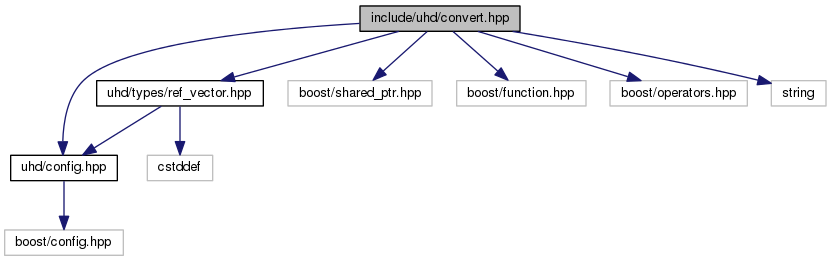 include/uhd/convert.hpp
uhd/types/ref_vector.hpp
boost/shared_ptr.hpp
boost/function.hpp
boost/operators.hpp
string
uhd/config.hpp
cstddef
boost/config.hpp